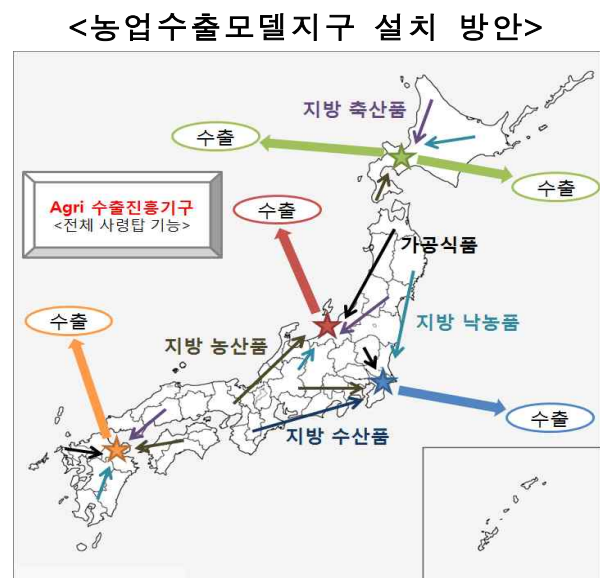 <농업수출모델지구 설치 방안>
지방 축산품
수출
수출
Agri 수출진흥기구
<전체 사령탑 기능>
수출
가공식품
수출
지방 낙농품
지방 농산품
수출
지방 수산품